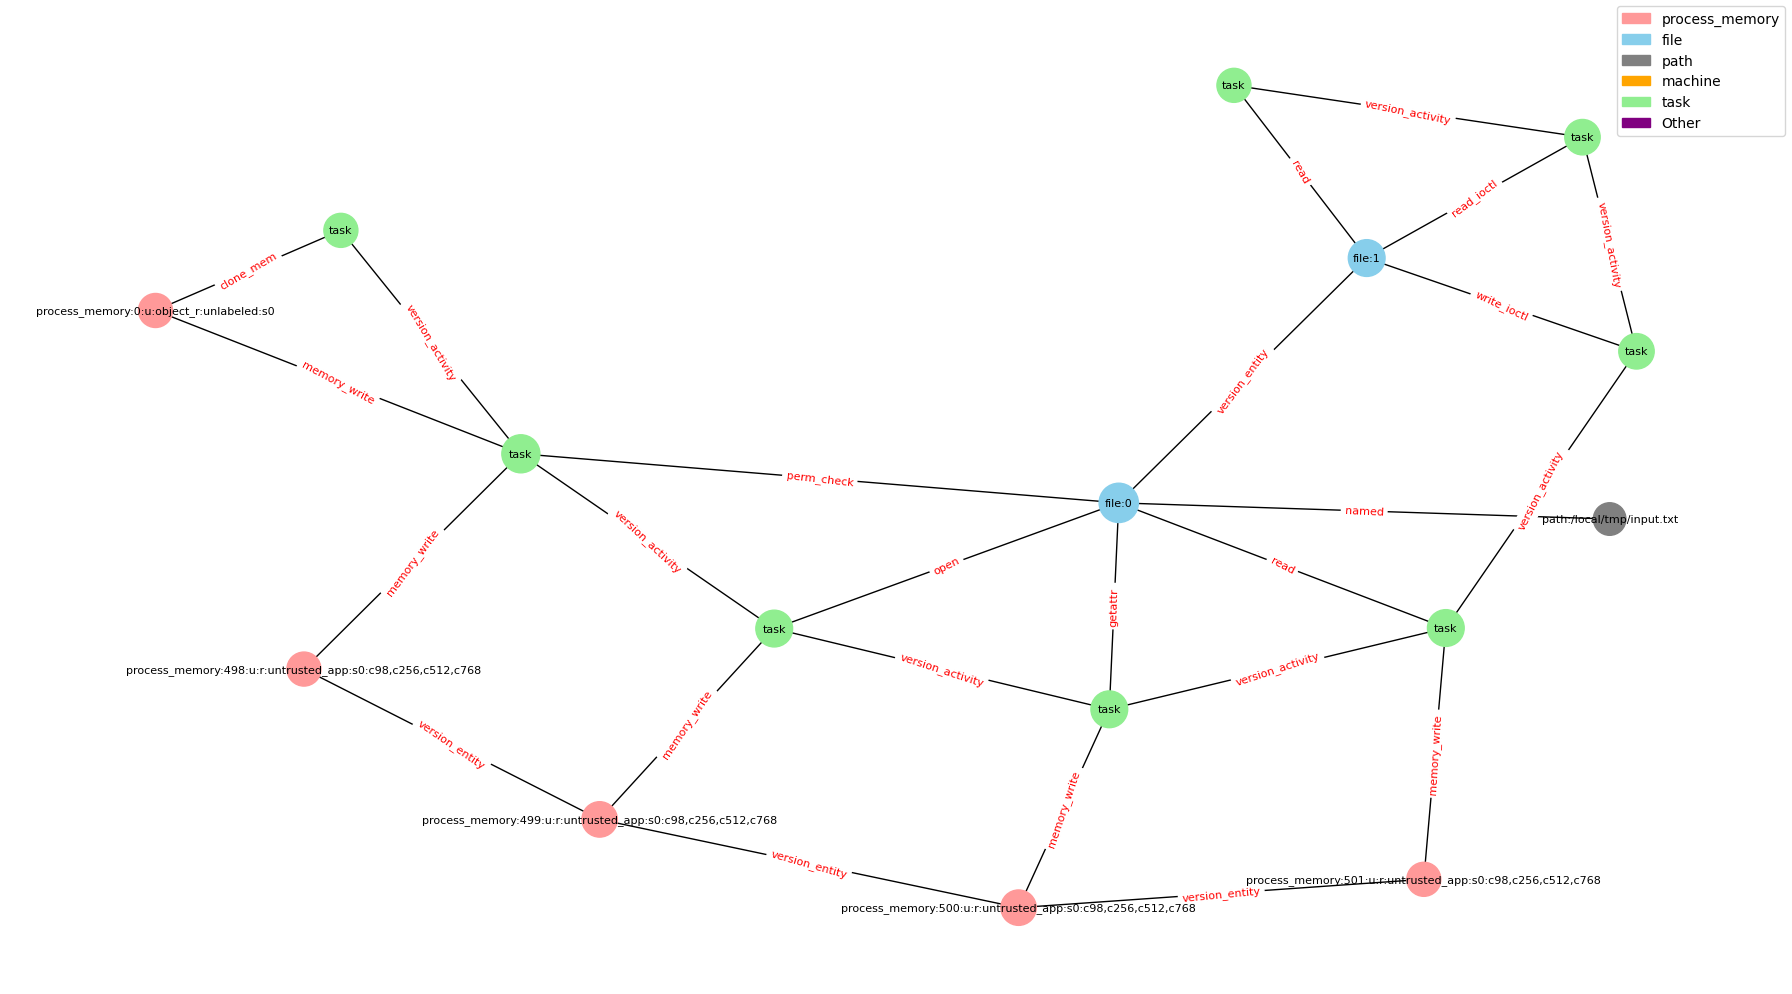 process_memory
file
path
machine
task
Other
task
version_activity
task
read
read_ioctl
version_activity
task
file:1
clone_mem
process_memory:0:u:object_r:unlabeled:s0
write_ioctl
version_activity
task
memory_write
version_entity
task
perm_check
file:0
named
version_activity
path:/local/tmp/input.txt
memory_write
version_activity
open
read
getattr
task
task
process_memory:498:u:r:untrusted_app:s0:c98,c256,c512,c768
version_activity
version_activity
task
version_entity
memory_write
memory_write
memory_write
process_memory:499:u:r:untrusted_app:s0:c98,c256,c512,c768
version_entity
process_memory:501:u:r:untrusted_app:s0:c98,c256,c512,c768
version_entity
process_memory:500:u:r:untrusted_app:s0:c98,c256,c512,c768